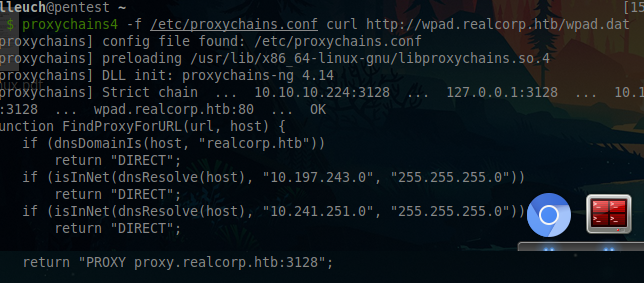 lleuch@pentest ~ [15
$ proxychains4 -f /etc/proxychains.conf curl http://wpad.realcorp.htb/wpad.dat
proxychains] config file found: /etc/proxychains.conf
proxychains] preloading /usr/lib/x86_64-linux-gnu/libproxychains.so.4
proxychains] DLL init: proxychains-ng 4.14
proxychains] Strict chain ... 10.10.10.224:3128 ... 127.0.0.1:3128 ... 10.1
:3128 ... wpad.realcorp.htb:80 ... OK
unction FindProxyForURL(url, host) {
if (dnsDomainIs(host, "realcorp.htb"))
return "DIRECT";
if (isInNet(dnsResolve(host), "10.197.243.0", "255.255.255.0"))
return "DIRECT";
if (isInNet(dnsResolve(host), "10.241.251.0", "255.255.255.0"))
return "DIRECT";
return "PROXY proxy.realcorp.htb:3128";